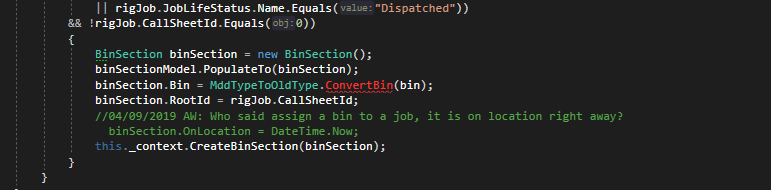 || rigJob.JobLifeStatus.Name.Equals(value:"Dispatched"))
&& !rigJob.CallSheetId.Equals(obj:0))
{
BinSection binSection = new BinSection();
binSectionModel.PopulateTo(binSection);
binSection.Bin = MddTypeToOldType.ConvertBin(bin);
binSection.RootId = rigJob.CallSheetId;
//04/09/2019 AW: Who said assign a bin to a job, it is on location right away?
binSection.OnLocation = DateTime.Now;
this._context.CreateBinSection(binSection);
}
}